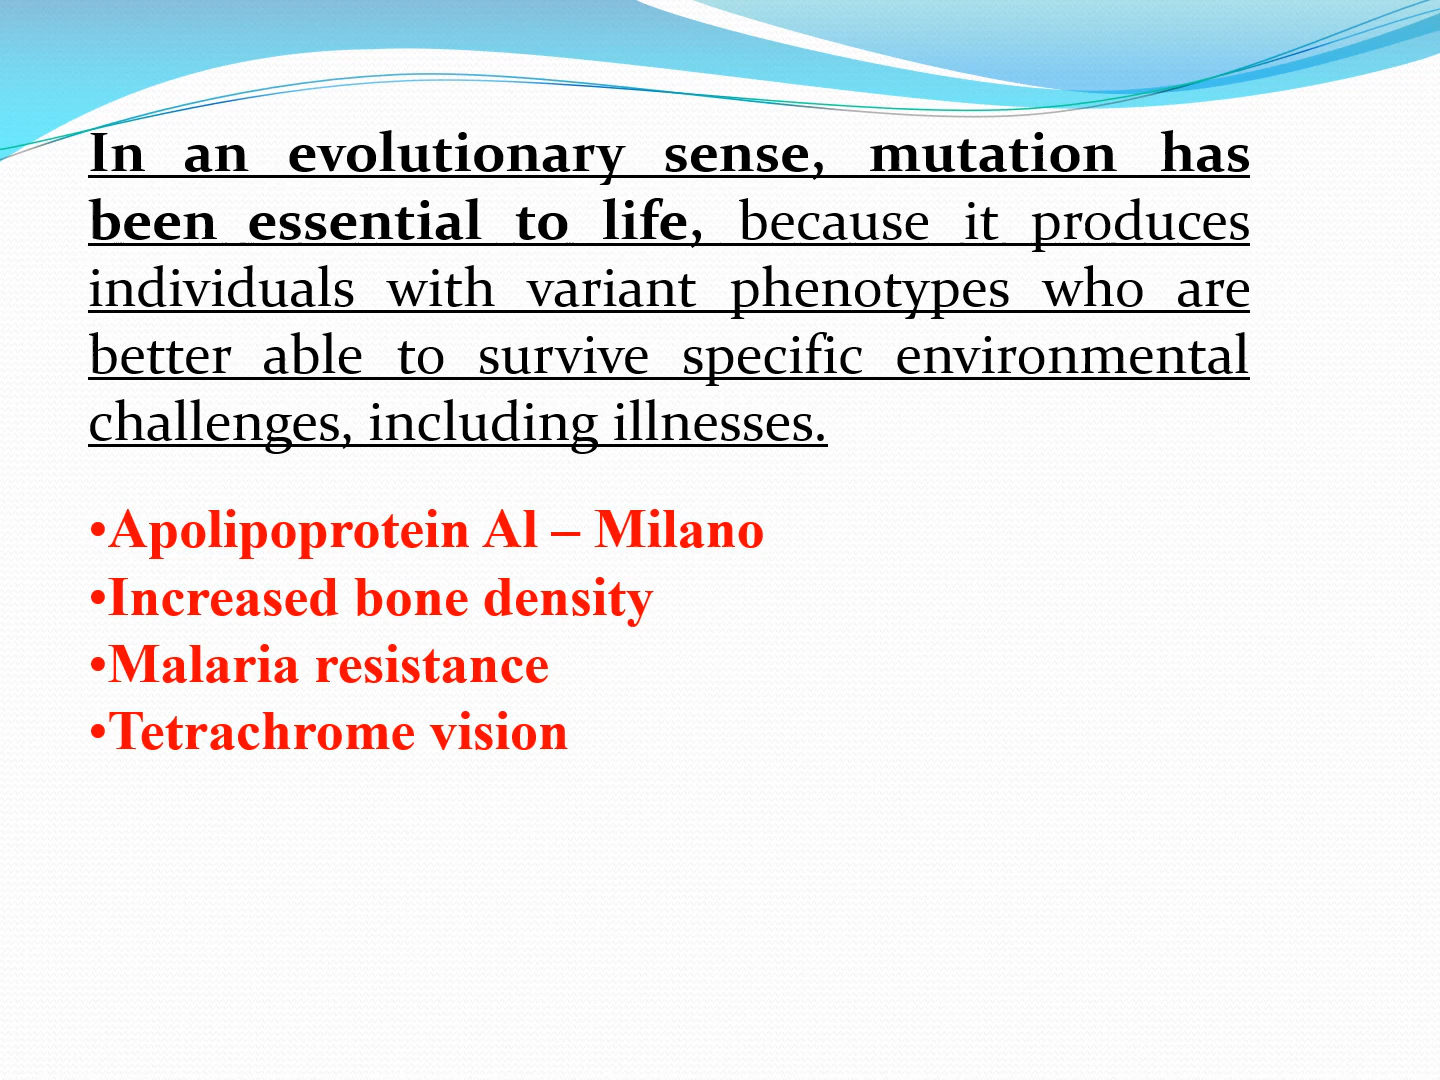 In an evolutionary sense, mutation has
been essential to life, because it produces
individuals with variant phenotypes who are
better able to survive specific environmental
challenges, including illnesses.
•Apolipoprotein Al – Milano
•Increased bone density
•Malaria resistance
•Tetrachrome vision